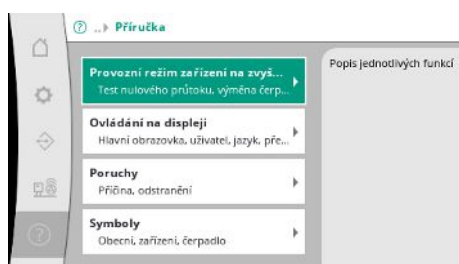 ..▸ Příručka
Provozní režim zařízení na zvyš...
Test nulového průtoku, výměna čerp...
Popis jednotlivých funkcí
Ovládání na displeji
Hlavní obrazovka, uživatel, jazyk, pře...
Poruchy
Příčina, odstranění
Symboly
Obecní, zařízení, čerpadlo